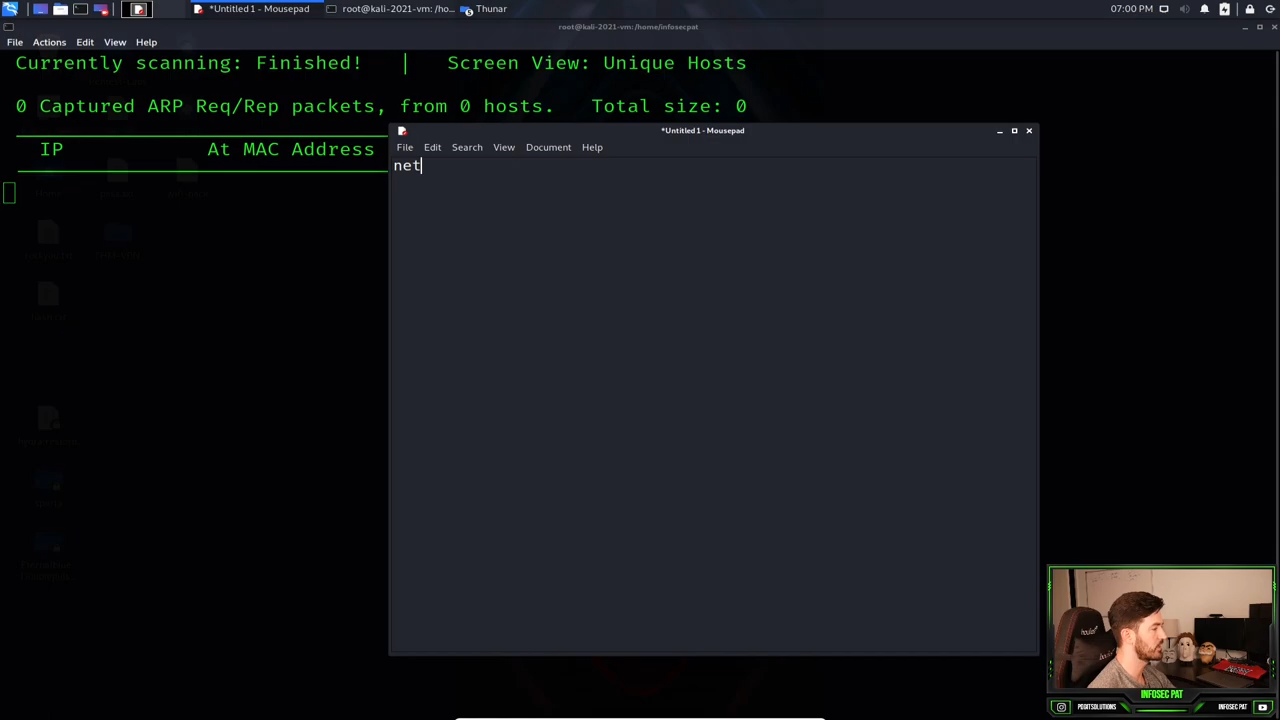 *Untitled 1 - Mousepad
root@kali-2021-vm: /ho...
Thunar
07:00 PM
root@kali-2021-vm: /home/infosecpat
File Actions Edit View Help
Currently scanning: Finished! | Screen View: Unique Hosts
0 Captured ARP Req/Rep packets, from 0 hosts. Total size: 0
IP At MAC Address
*Untitled 1 - Mousepad
File Edit Search View Document Help
net
INFOSEC PAT
PGOITSOLUTIONS
INFOSEC PAT